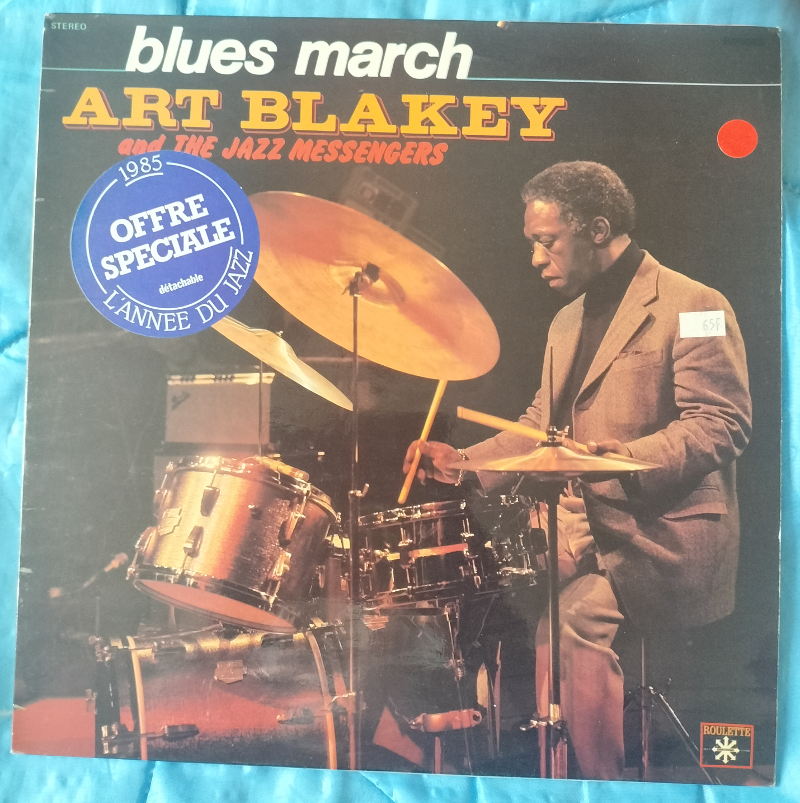 STEREO
blues march
ART BLAKEY
and THE JAZZ MESSENGERS
1985
OFFRE
SPECIALE
détachable
L'ANNEE DU JAZZ
65F
ROULETTE